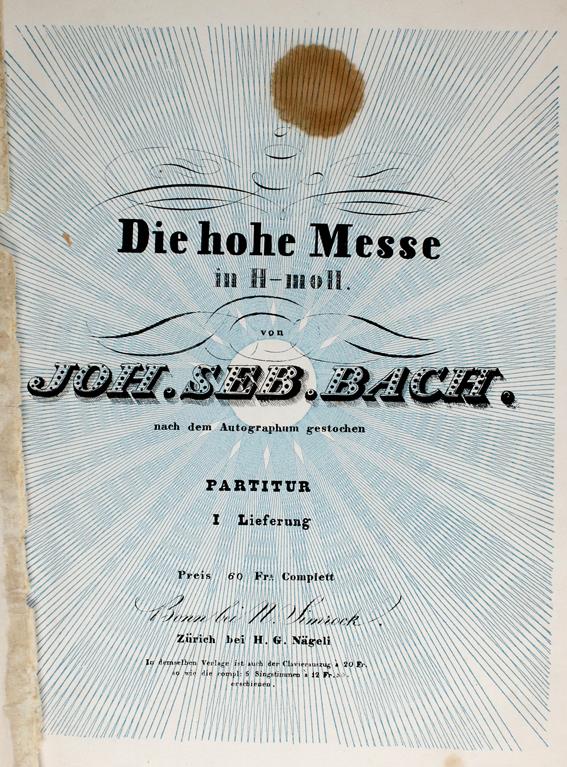 Die hohe Messe
in H-moll.
von
JOH. SEB. BACH.
nach dem Autographum gestochen
PARTITUR
I Lieferung
Preis 60 Frs. Complett
Bonn bei N. Simrock.
Zürich bei H. G. Nägeli
In demselben Verlage ist auch der Clavierauszug à 20 Fr.
so wie die compl: 5 Singstimmen à 12 Fr.
erschienen.